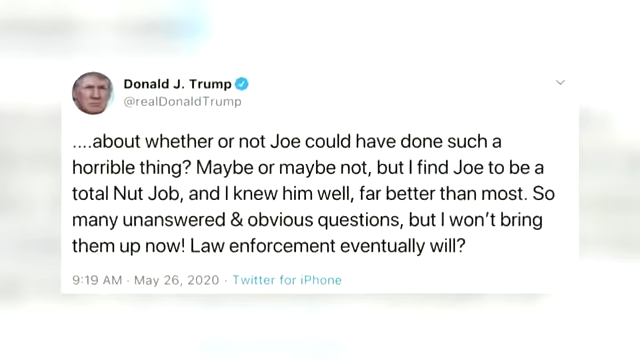 Donald J. Trump
@realDonaldTrump
....about whether or not Joe could have done such a
horrible thing? Maybe or maybe not, but I find Joe to be a
total Nut Job, and I knew him well, far better than most. So
many unanswered & obvious questions, but I won't bring
them up now! Law enforcement eventually will?
9:19 AM · May 26, 2020 · Twitter for iPhone